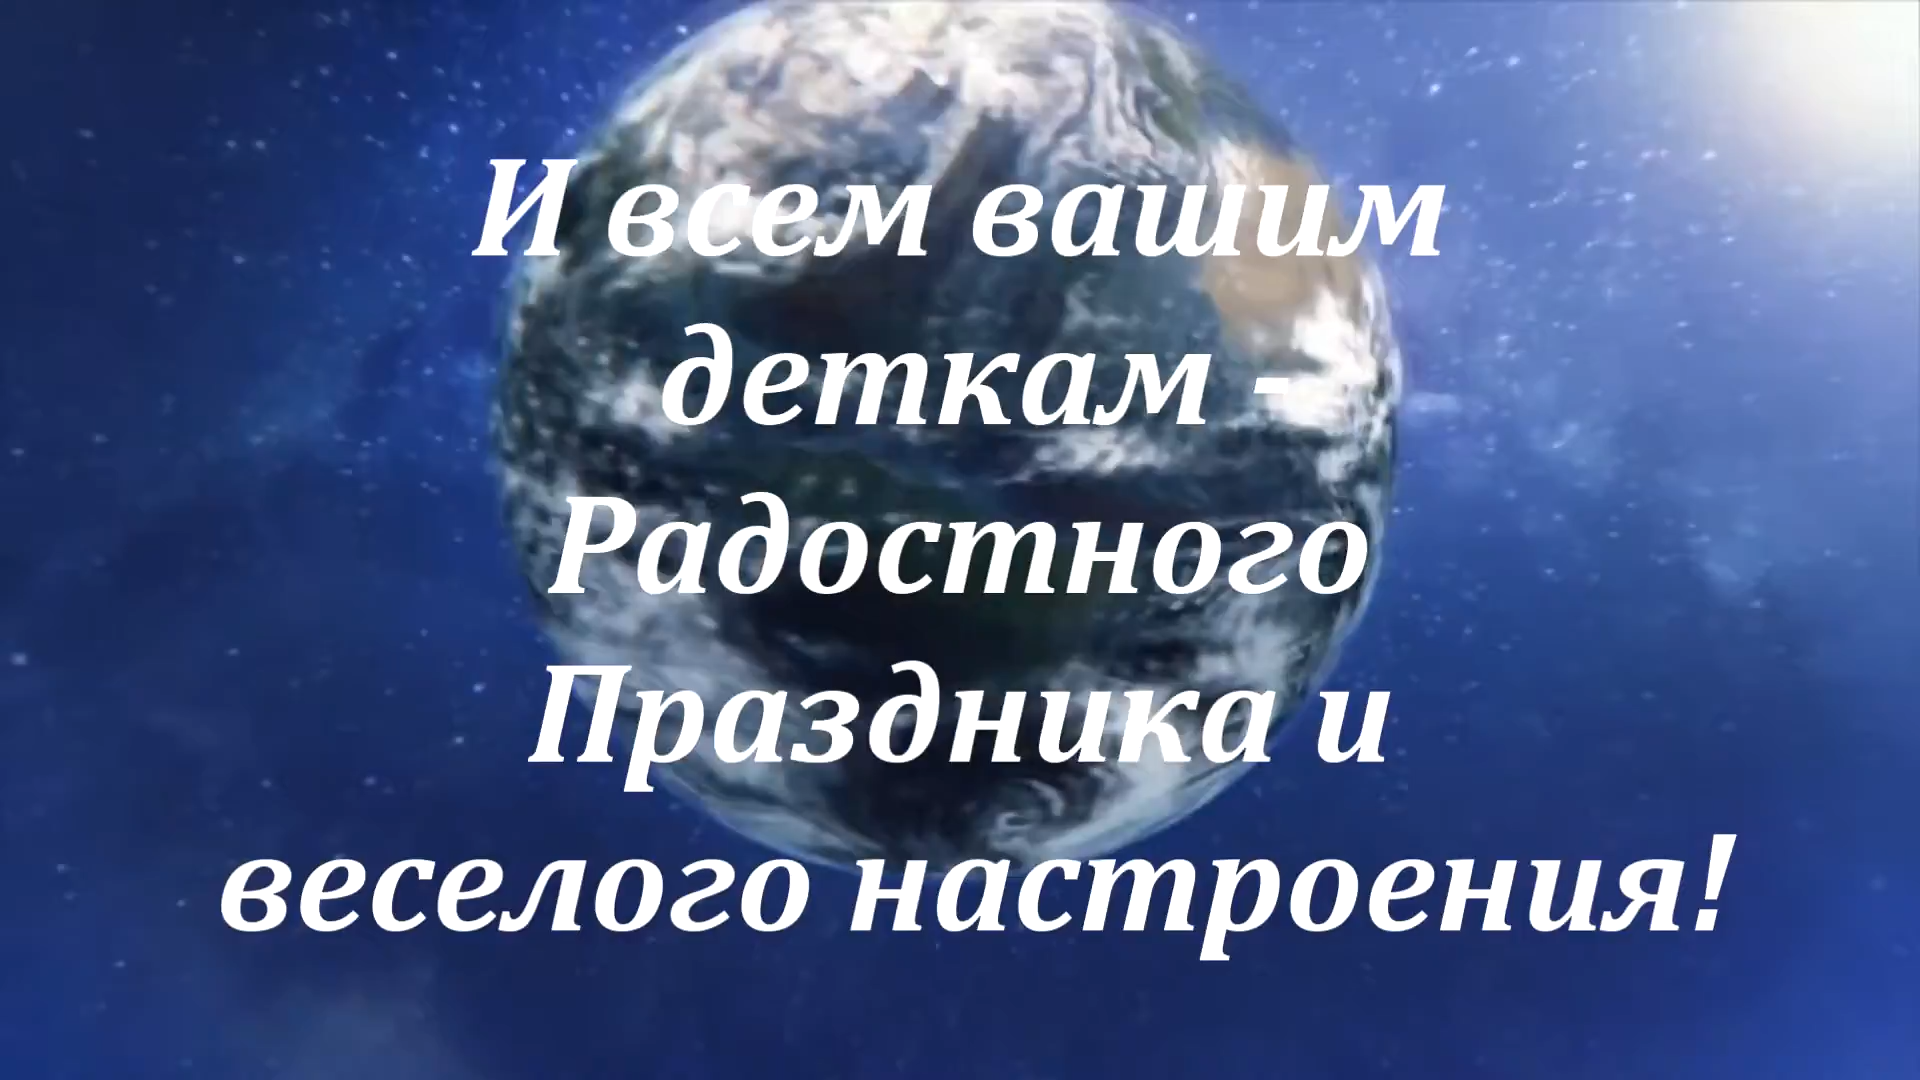 И всем вашим
деткам -
Радостного
Праздника и
веселого настроения!